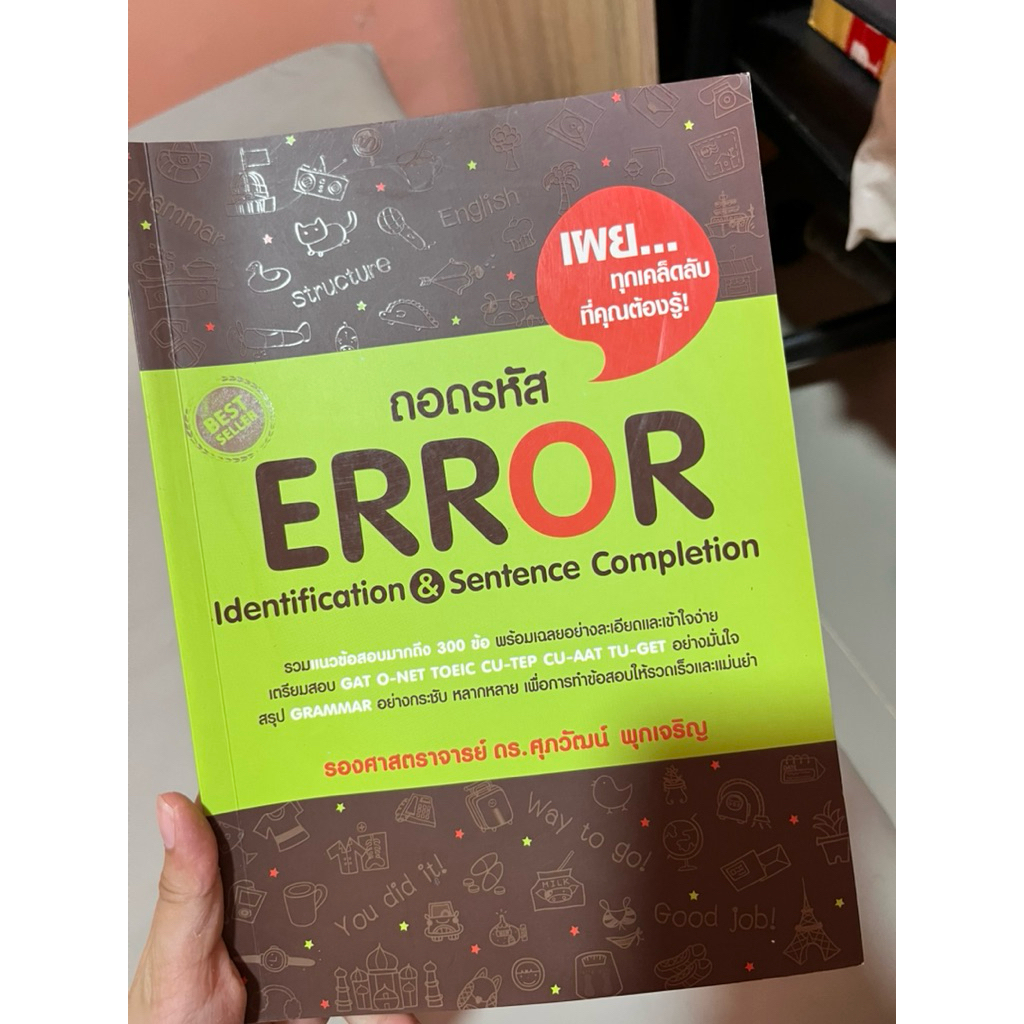 grammar
English
structure
เผย...
ทุกเคล็ดลับ
ที่คุณต้องรู้!
BEST
SELLER
ถอดรหัส
ERROR
Identification & Sentence Completion
รวมแนวข้อสอบมากถึง 300 ข้อ พร้อมเฉลยอย่างละเอียดและเข้าใจง่าย
เตรียมสอบ GAT O-NET TOEIC CU-TEP CU-AAT TU-GET อย่างมั่นใจ
สรุป GRAMMAR อย่างกระชับ หลากหลาย เพื่อการทำข้อสอบให้รวดเร็วและแม่นยำ
รองศาสตราจารย์ ดร.ศุภวัฒน์ พุกเจริญ
Way to go!
You did it!
MILK
Good job!